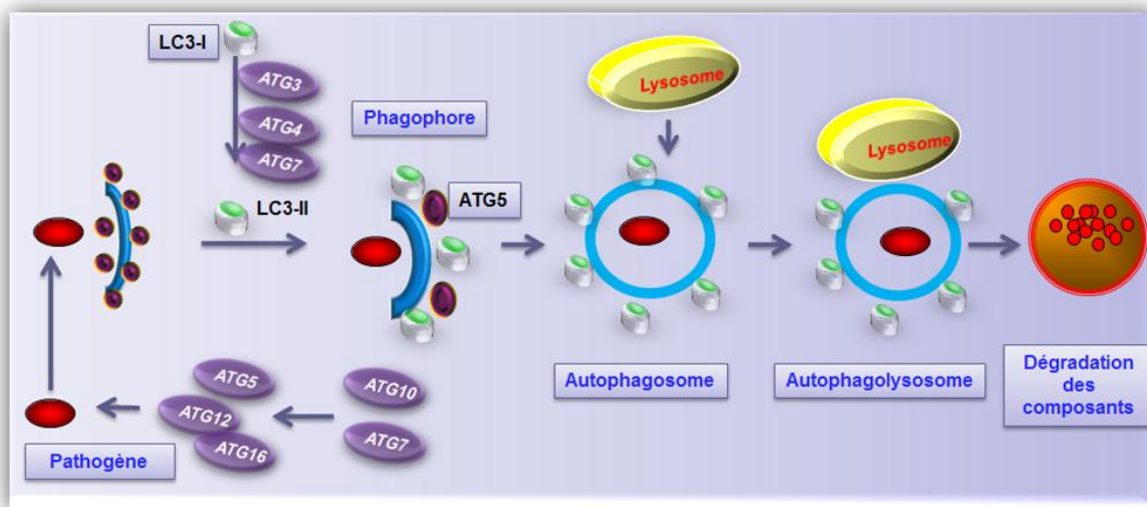 LC3-I
ATG3
ATG4
ATG7
LC3-II
Phagophore
ATG5
Lysosome
Lysosome
Autophagosome
Autophagolysosome
Dégradation
des
composants
Pathogène
ATG5
ATG12
ATG16
ATG10
ATG7